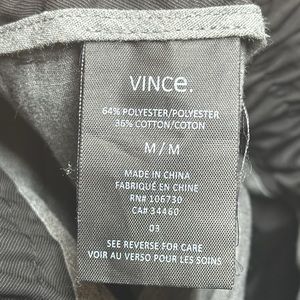 VINCE.
64% POLYESTER/POLYESTER
36% COTTON/COTON
M/M
MADE IN CHINA
FABRIQUÉ EN CHINE
RN# 106730
CA# 34460
03
SEE REVERSE FOR CARE
VOIR AU VERSO POUR LES SOINS